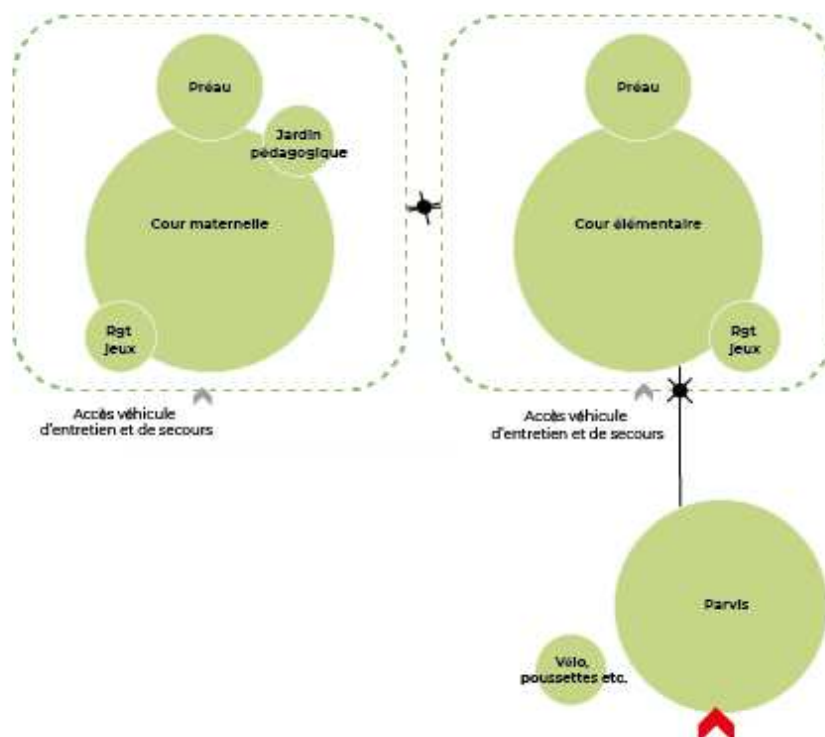 Préau
Jardin
pédagogique
Cour maternelle
Rgt
Jeux
Accès véhicule
d'entretien et de secours
Préau
Cour élémentaire
Rgt
Jeux
Accès véhicule
d'entretien et de secours
Parvis
Vélo,
poussettes etc.